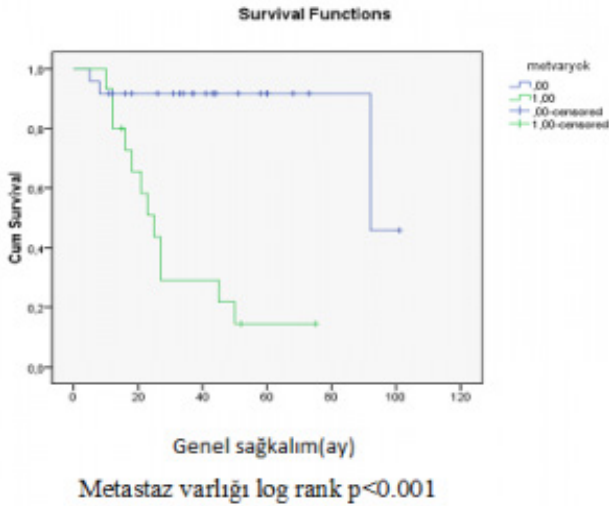 Survival Functions
metvaryok
,00
1,00
,00-censored
1,00-censored
Cum Survival
1,0
0,8
0,6
0,4
0,2
0,0
0 20 40 60 80 100 120
Genel sağkalım(ay)
Metastaz varlığı log rank p<0.001